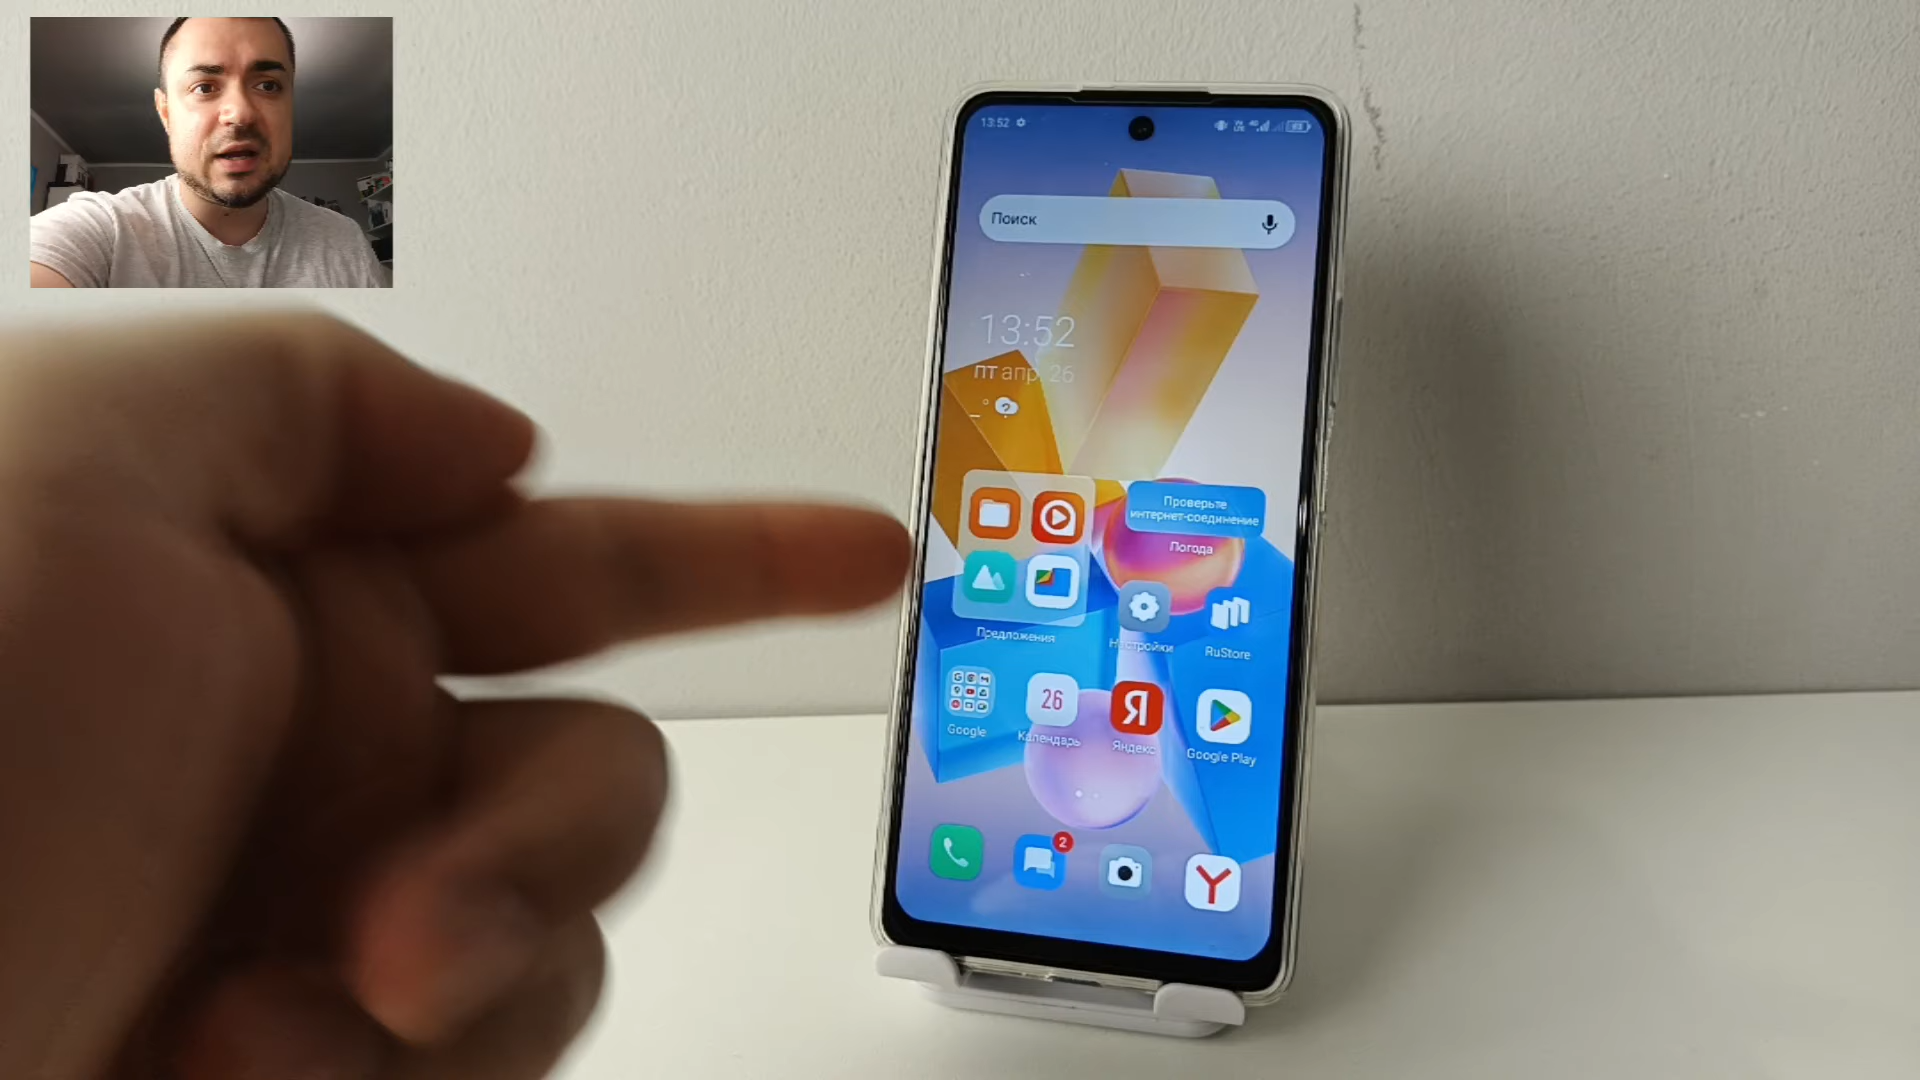 13:52
Поиск
13:52
пт апр. 26
Проверьте
интернет-соединение
Погода
Предложения
Настройки
RuStore
Google
26
Календарь
Я
Яндекс
Google Play
2
Y